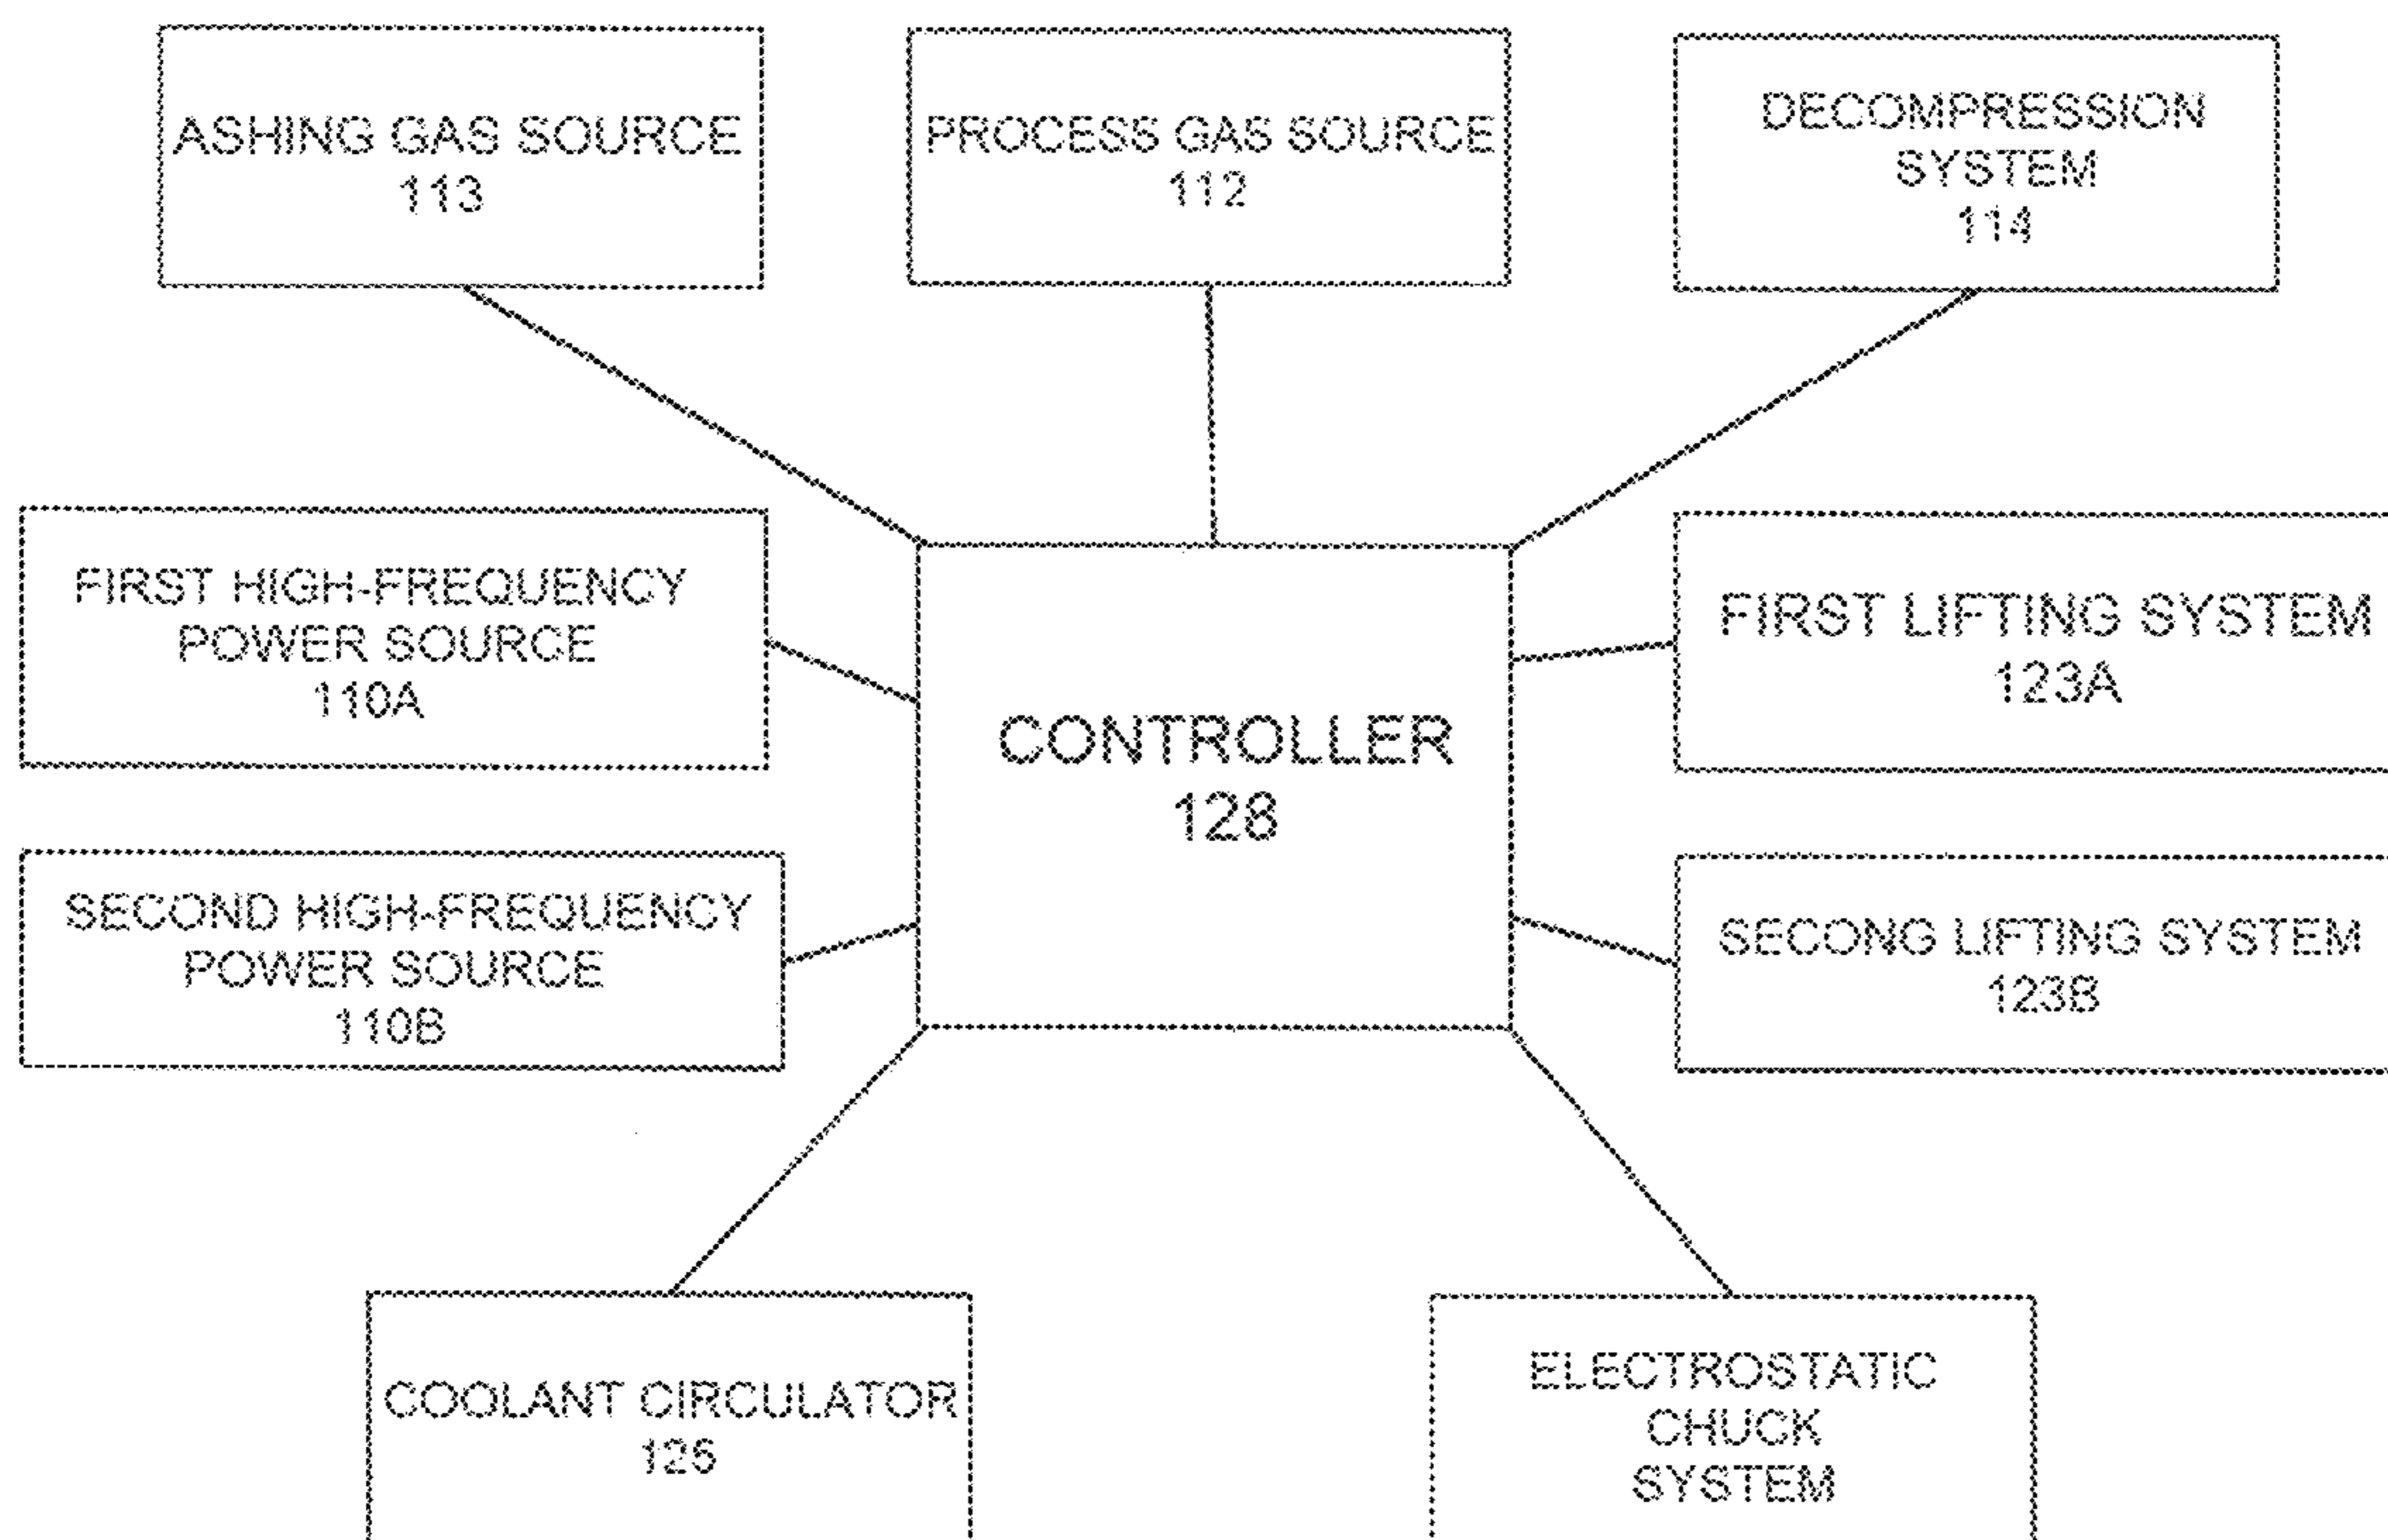 ASHING GAS SOURCE
113
PROCESS GAS SOURCE
112
DECOMPRESSION
SYSTEM
114
FIRST HIGH-FREQUENCY
POWER SOURCE
110A
CONTROLLER
128
FIRST LIFTING SYSTEM
123A
SECOND HIGH-FREQUENCY
POWER SOURCE
110B
SECONG LIFTING SYSTEM
123B
COOLANT CIRCULATOR
125
ELECTROSTATIC
CHUCK
SYSTEM